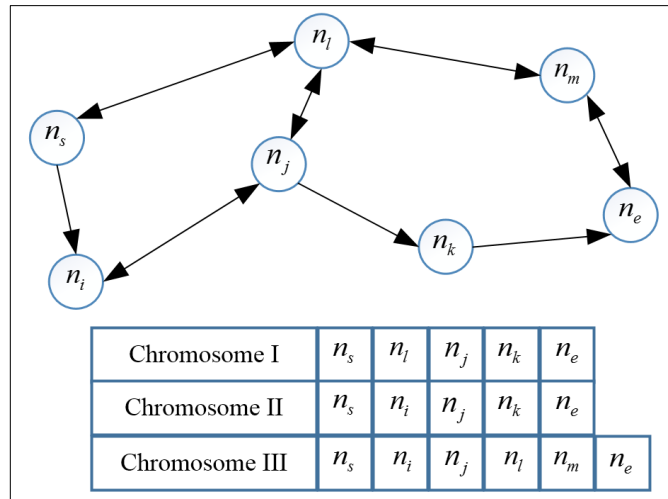 n_l
n_m
n_s
n_j
n_e
n_k
n_i
Chromosome I n_s n_l n_j n_k n_e
Chromosome II n_s n_i n_j n_k n_e
Chromosome III n_s n_i n_j n_l n_m n_e